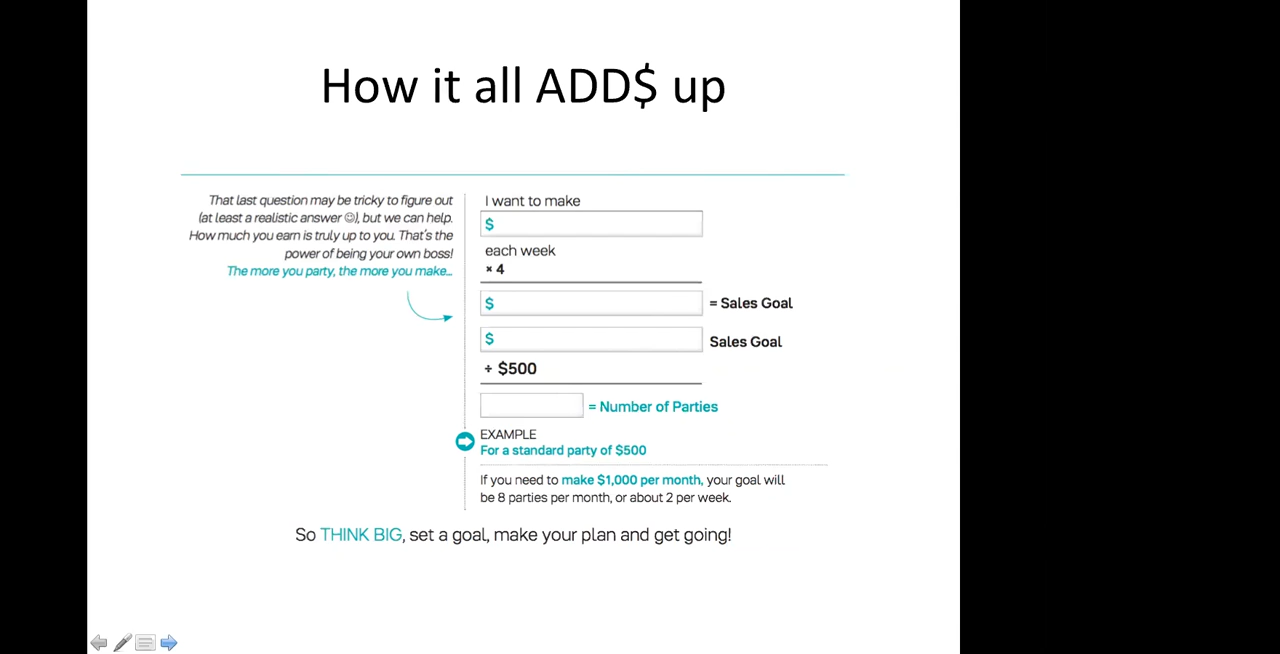 How it all ADD$ up
That last question may be tricky to figure out
(at least a realistic answer ☺), but we can help.
How much you earn is truly up to you. That's the
power of being your own boss!
The more you party, the more you make...
I want to make
$
each week
× 4
$ = Sales Goal
$ Sales Goal
÷ $500
= Number of Parties
EXAMPLE
For a standard party of $500
If you need to make $1,000 per month, your goal will
be 8 parties per month, or about 2 per week.
So THINK BIG, set a goal, make your plan and get going!